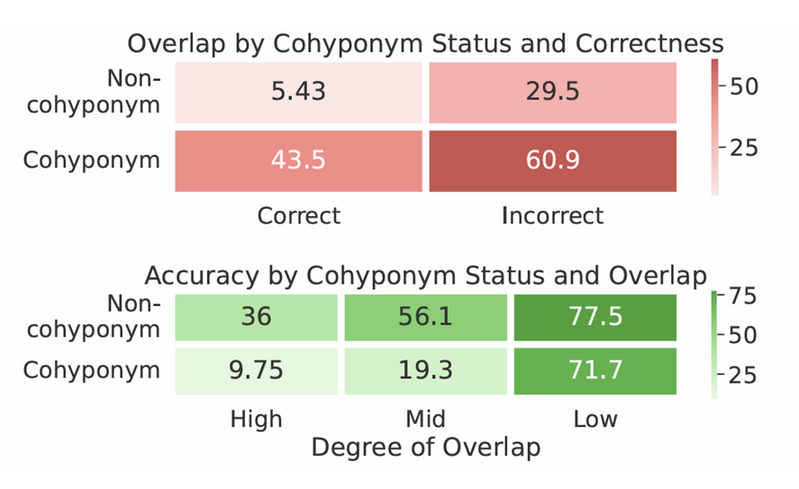 Overlap by Cohyponym Status and Correctness
Non-
cohyponym
5.43
29.5
Cohyponym
43.5
60.9
Correct
Incorrect
50
25
Accuracy by Cohyponym Status and Overlap
Non-
cohyponym
36
56.1
77.5
Cohyponym
9.75
19.3
71.7
High
Mid
Low
Degree of Overlap
75
50
25